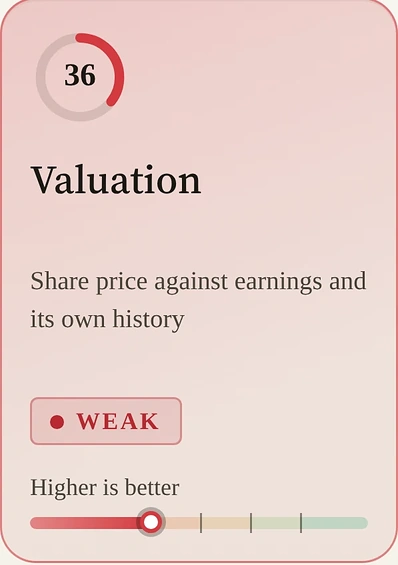 36
Valuation
Share price against earnings and
its own history
WEAK
Higher is better